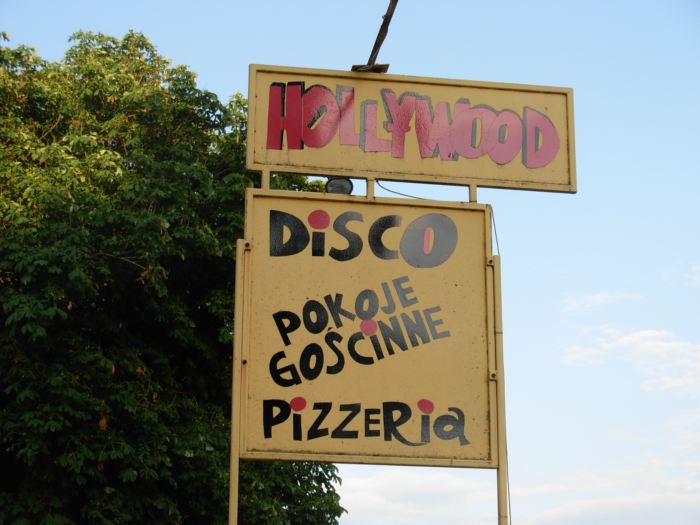 HOLLYWOOD
DiSCO
POKOJE
GOŚCiNNE
PiZZERia